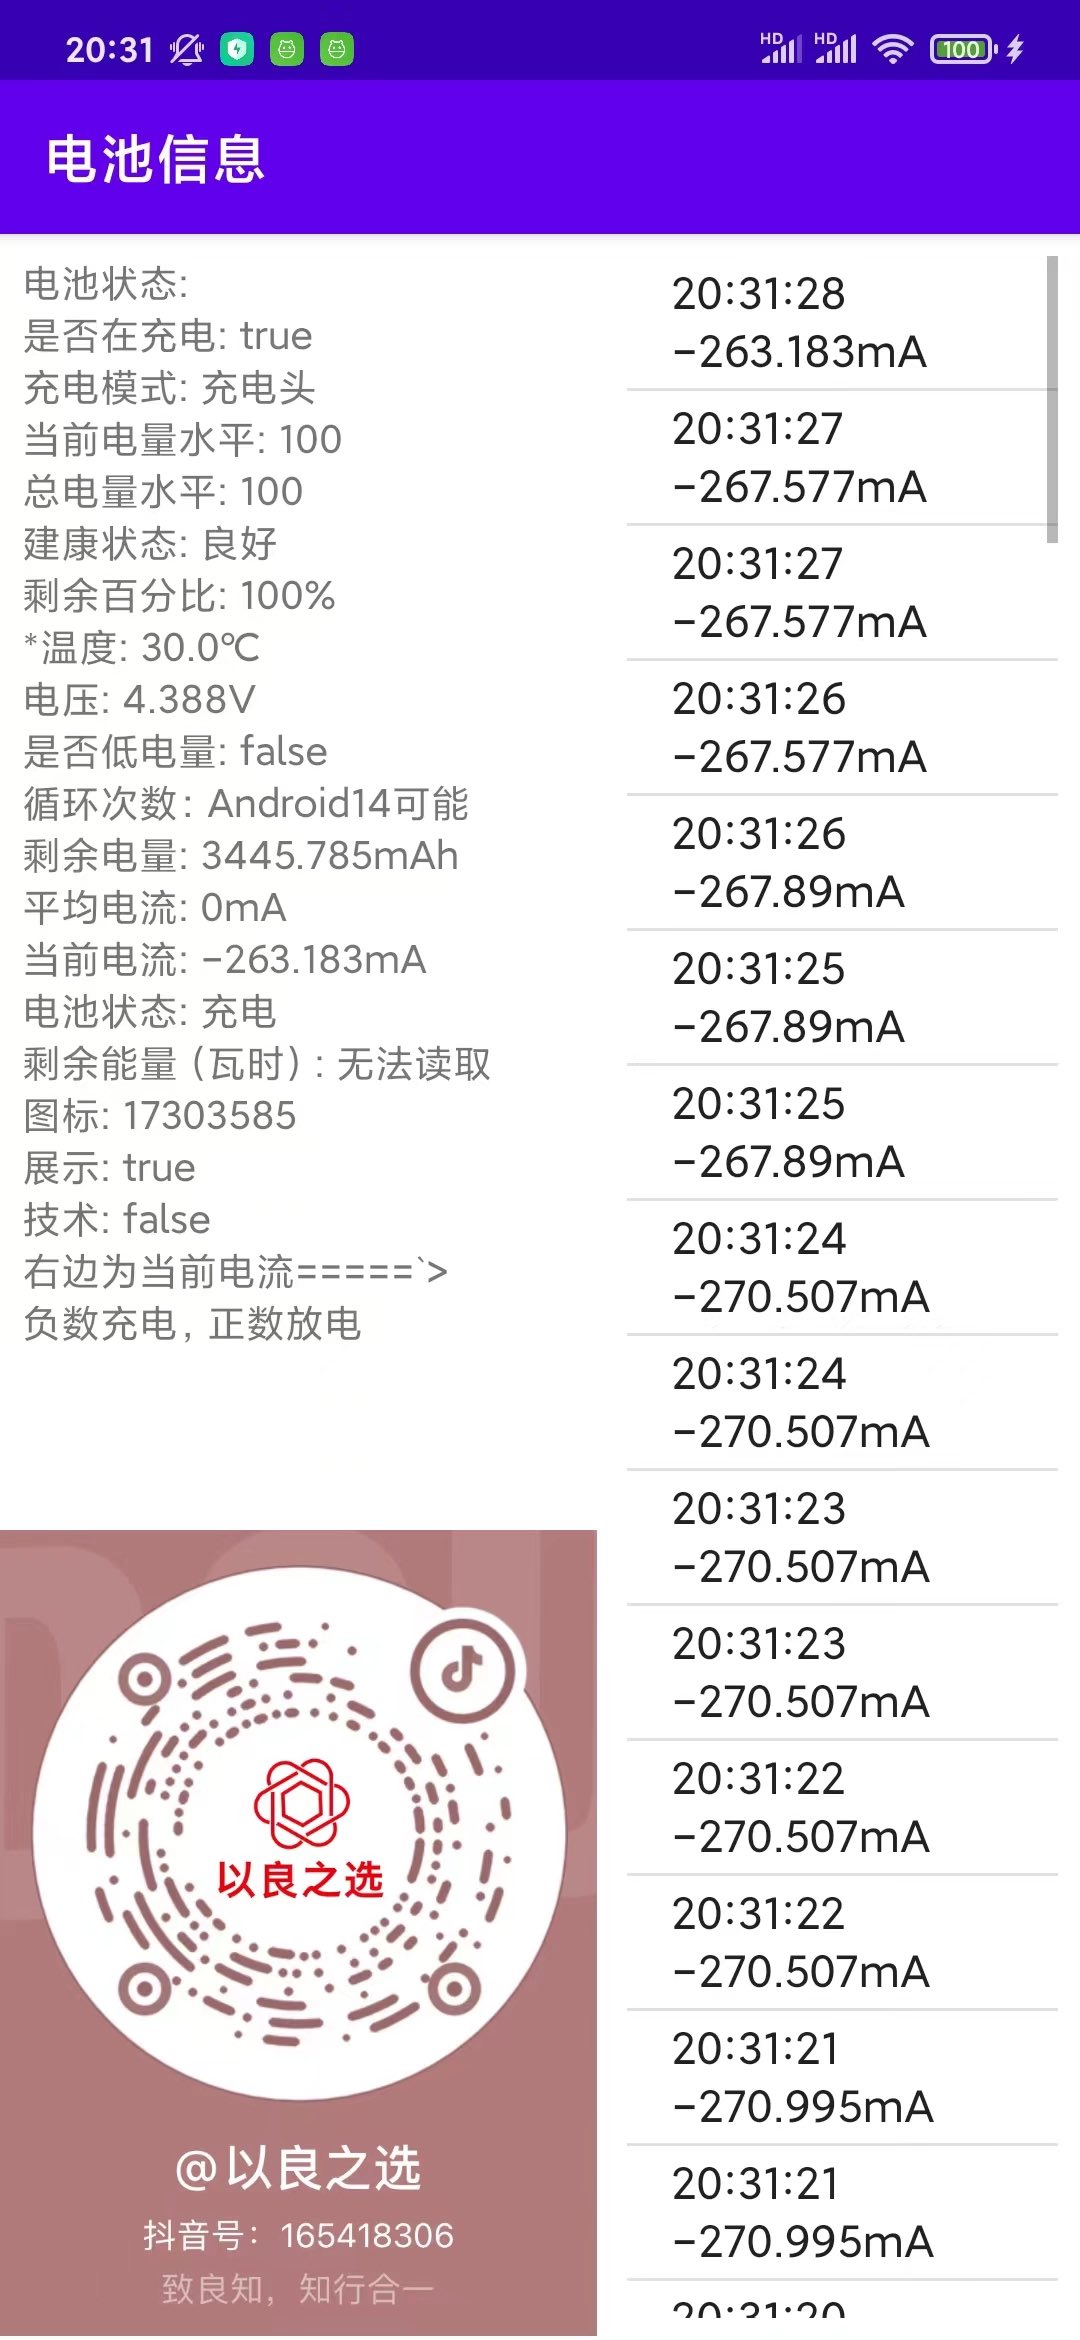 20:31
HD HD 100
电池信息
电池状态:
是否在充电: true
充电模式: 充电头
当前电量水平: 100
总电量水平: 100
建康状态: 良好
剩余百分比: 100%
*温度: 30.0℃
电压: 4.388V
是否低电量: false
循环次数: Android14可能
剩余电量: 3445.785mAh
平均电流: 0mA
当前电流: -263.183mA
电池状态: 充电
剩余能量（瓦时）: 无法读取
图标: 17303585
展示: true
技术: false
右边为当前电流=====`>
负数充电, 正数放电
20:31:28
-263.183mA
20:31:27
-267.577mA
20:31:27
-267.577mA
20:31:26
-267.577mA
20:31:26
-267.89mA
20:31:25
-267.89mA
20:31:25
-267.89mA
20:31:24
-270.507mA
20:31:24
-270.507mA
20:31:23
-270.507mA
20:31:23
-270.507mA
20:31:22
-270.507mA
20:31:22
-270.507mA
20:31:21
-270.995mA
20:31:21
-270.995mA
20:31:20
以良之选
@以良之选
抖音号：165418306
致良知，知行合一